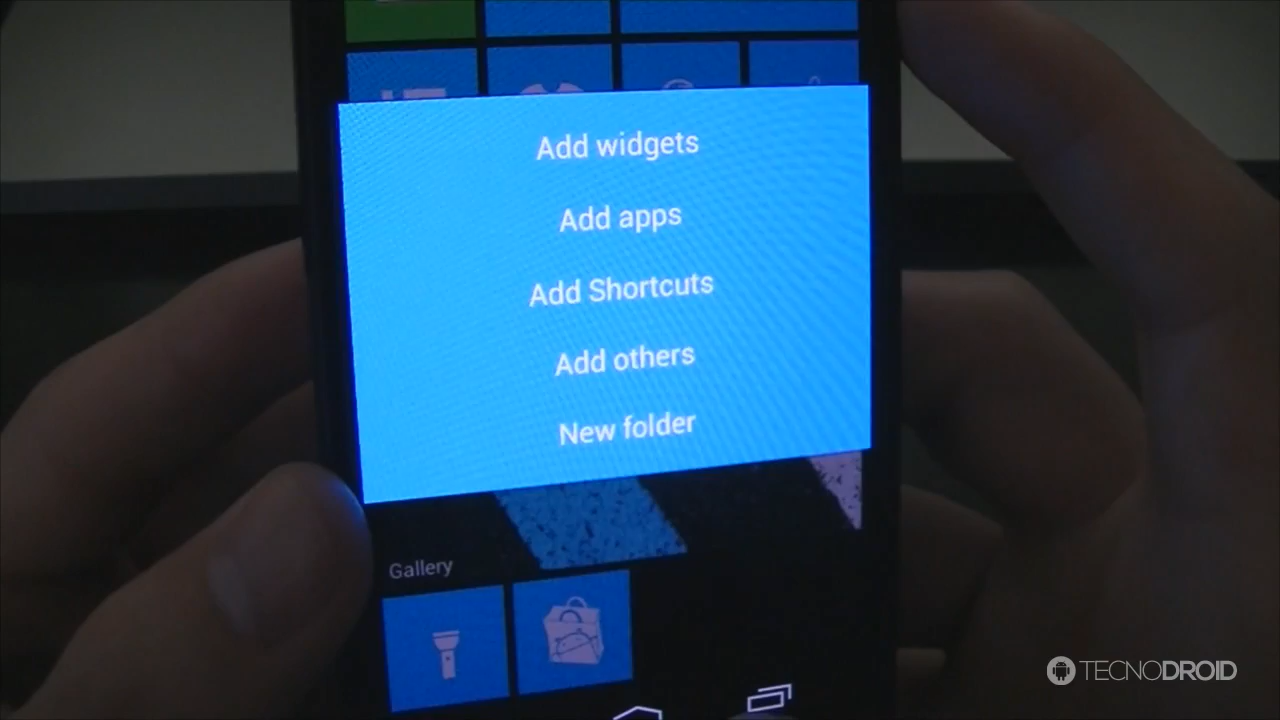 Add widgets
Add apps
Add Shortcuts
Add others
New folder
Gallery
TECNODROID